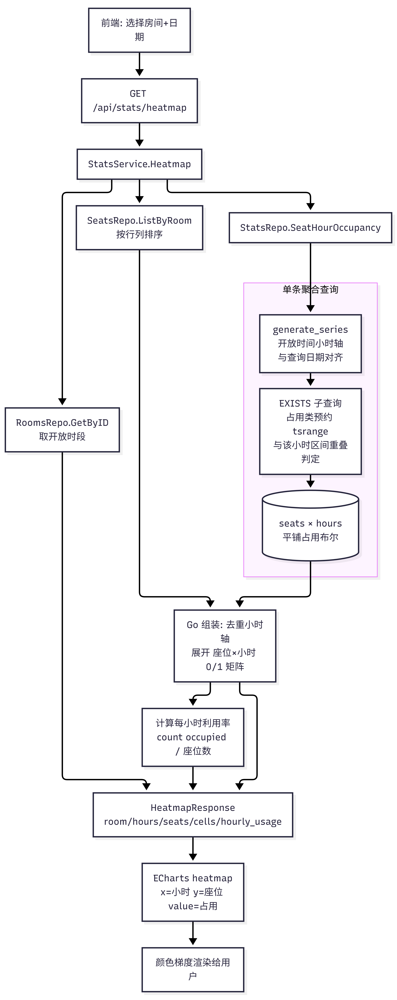 前端: 选择房间+日
期
GET
/api/stats/heatmap
StatsService.Heatmap
SeatsRepo.ListByRoom
按行列排序
StatsRepo.SeatHourOccupancy
单条聚合查询
generate_series
开放时间小时轴
与查询日期对齐
EXISTS 子查询
占用类预约
tsrange
与该小时区间重叠
判定
RoomsRepo.GetByID
取开放时段
seats × hours
平铺占用布尔
Go 组装: 去重小时
轴
展开 座位×小时
0/1 矩阵
计算每小时利用率
count occupied
/ 座位数
HeatmapResponse
room/hours/seats/cells/hourly_usage
ECharts heatmap
x=小时 y=座位
value=占用
颜色梯度渲染给用
户